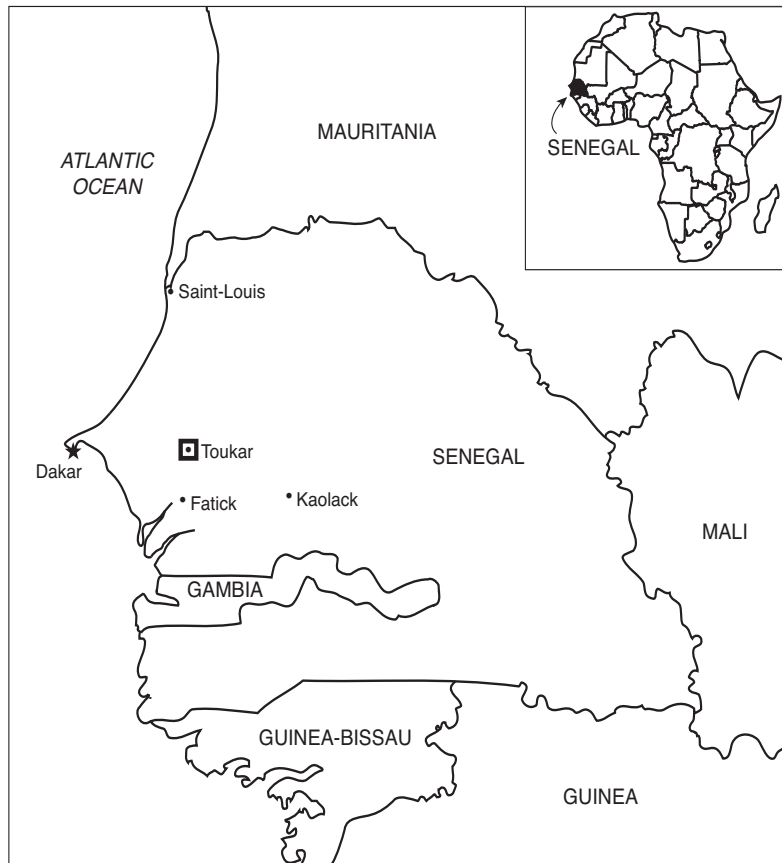 MAURITANIA
ATLANTIC
OCEAN
SENEGAL
Saint-Louis
Toukar
SENEGAL
Dakar
Fatick
Kaolack
MALI
GAMBIA
GUINEA-BISSAU
GUINEA